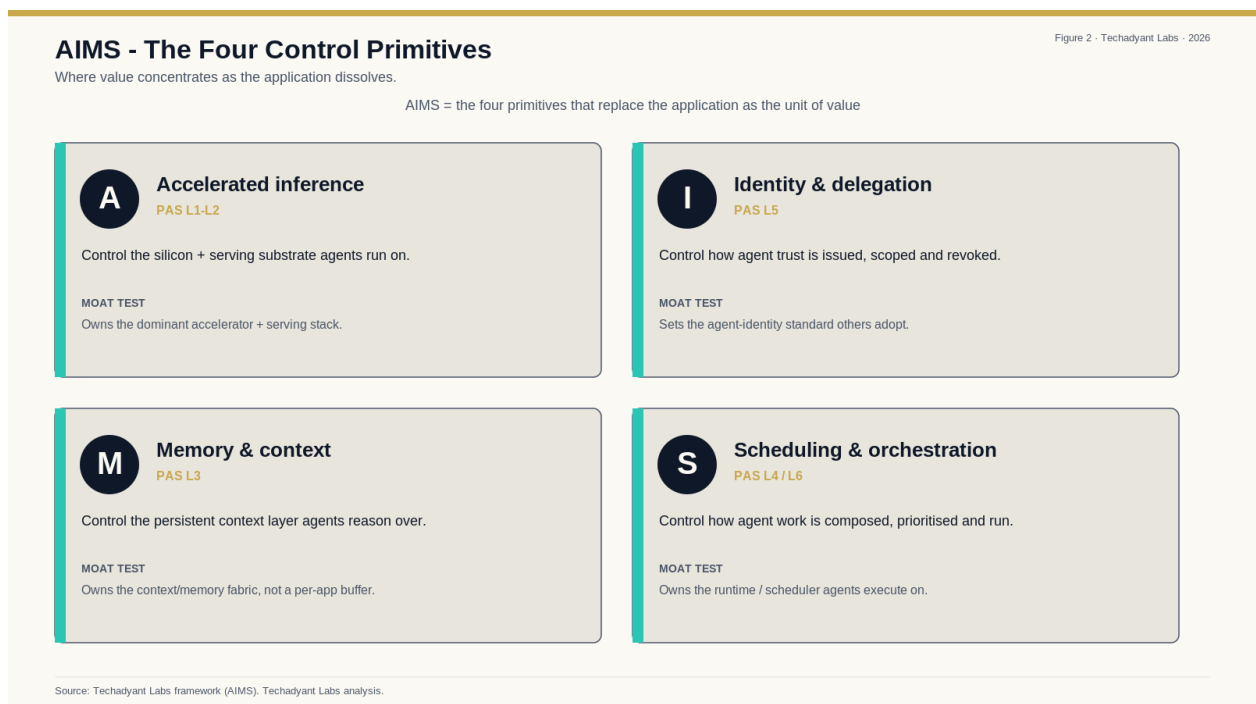 AIMS - The Four Control Primitives
Figure 2 · Techadyant Labs · 2026
Where value concentrates as the application dissolves.
AIMS = the four primitives that replace the application as the unit of value
A
Accelerated inference
PAS L1-L2
Control the silicon + serving substrate agents run on.
MOAT TEST
Owns the dominant accelerator + serving stack.
I
Identity & delegation
PAS L5
Control how agent trust is issued, scoped and revoked.
MOAT TEST
Sets the agent-identity standard others adopt.
M
Memory & context
PAS L3
Control the persistent context layer agents reason over.
MOAT TEST
Owns the context/memory fabric, not a per-app buffer.
S
Scheduling & orchestration
PAS L4 / L6
Control how agent work is composed, prioritised and run.
MOAT TEST
Owns the runtime / scheduler agents execute on.
Source: Techadyant Labs framework (AIMS). Techadyant Labs analysis.